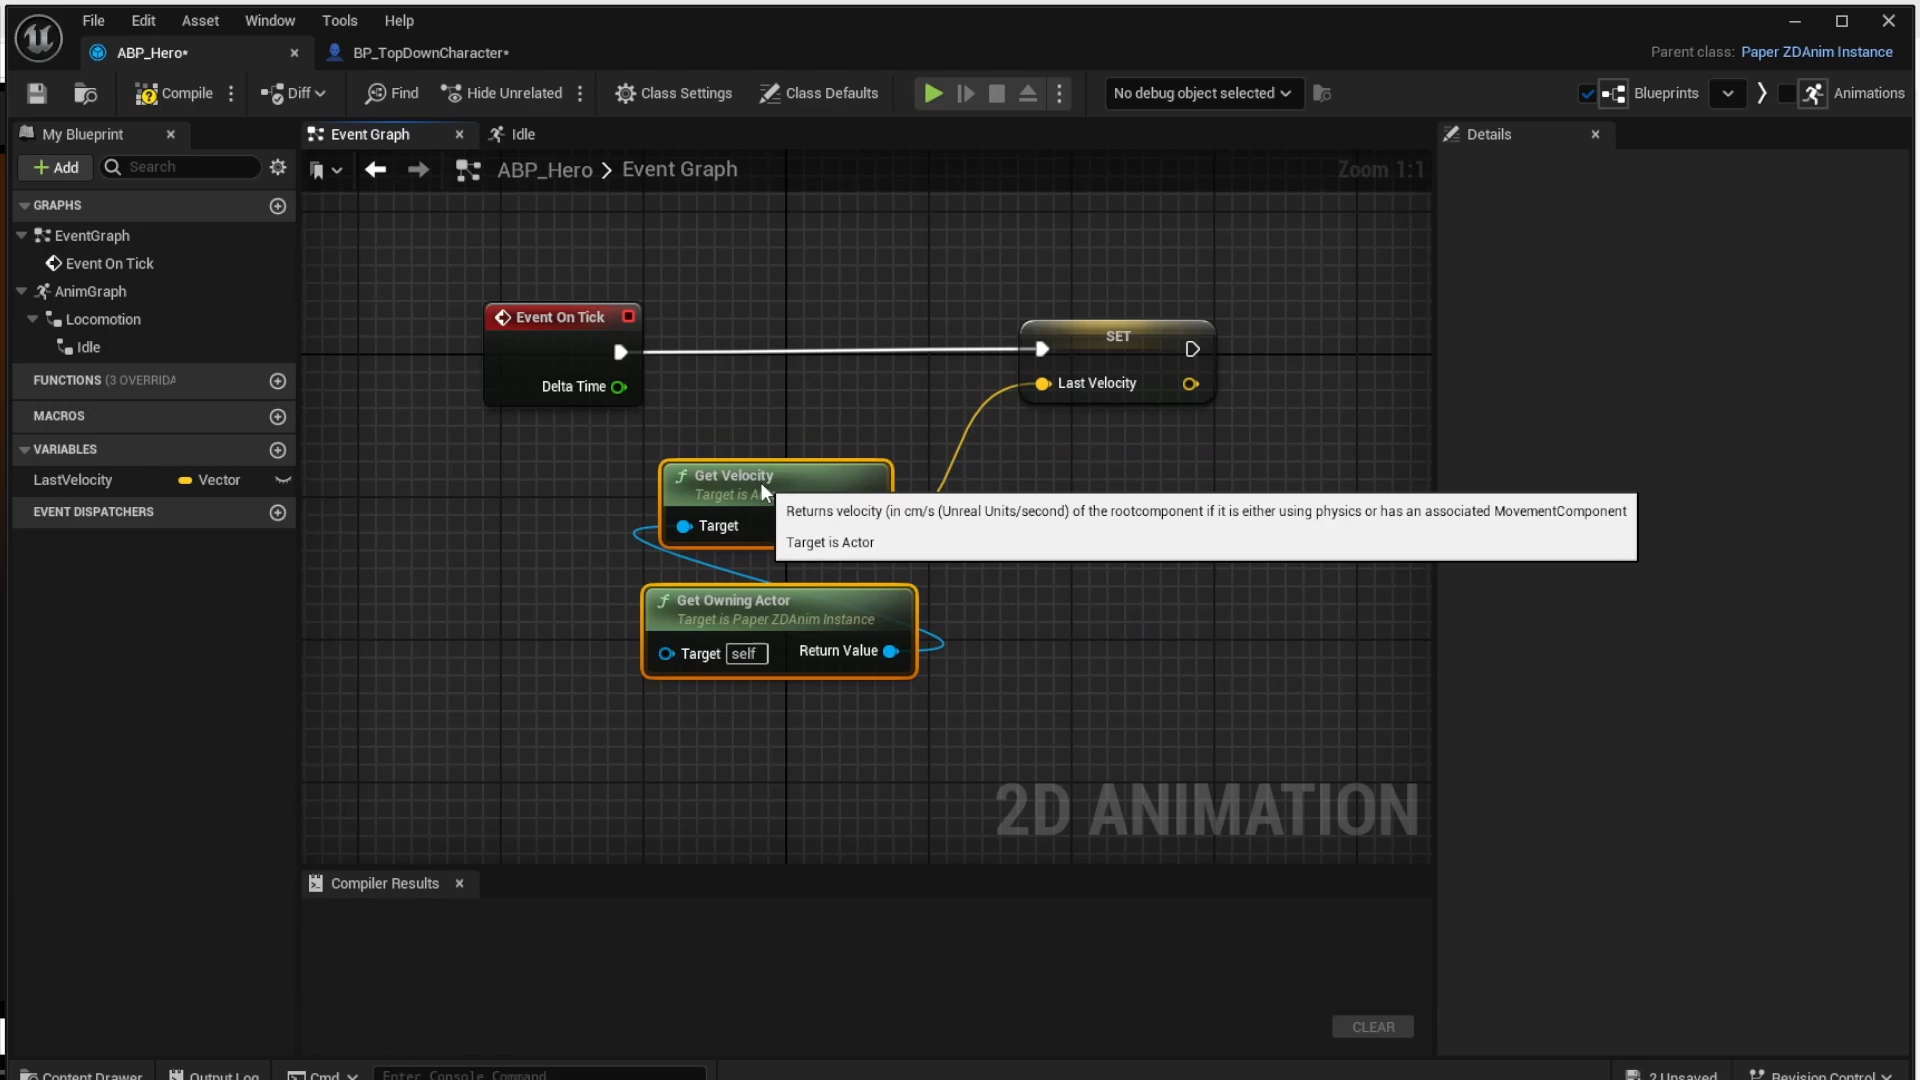 File Edit Asset Window Tools Help
ABP_Hero*
BP_TopDownCharacter*
Parent class: Paper ZDAnim Instance
Compile
Diff
Find
Hide Unrelated
Class Settings
Class Defaults
No debug object selected
Blueprints
Animations
My Blueprint
Event Graph
Idle
Details
Add
Search
ABP_Hero > Event Graph
Zoom 1:1
GRAPHS
EventGraph
Event On Tick
AnimGraph
Locomotion
Idle
FUNCTIONS (3 OVERRIDA
MACROS
VARIABLES
LastVelocity
Vector
EVENT DISPATCHERS
Event On Tick
Delta Time
SET
Last Velocity
Get Velocity
Target is A
Target
Returns velocity (in cm/s (Unreal Units/second) of the rootcomponent if it is either using physics or has an associated MovementComponent
Target is Actor
Get Owning Actor
Target is Paper ZDAnim Instance
Target self
Return Value
2D ANIMATION
Compiler Results
CLEAR
Content Drawer
Output Log
Cmd
Enter Console Command
2 Unsaved
Revision Control